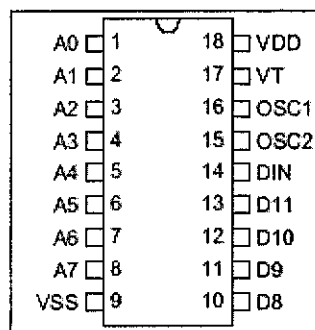 A0 1 18 VDD
A1 2 17 VT
A2 3 16 OSC1
A3 4 15 OSC2
A4 5 14 DIN
A5 6 13 D11
A6 7 12 D10
A7 8 11 D9
VSS 9 10 D8